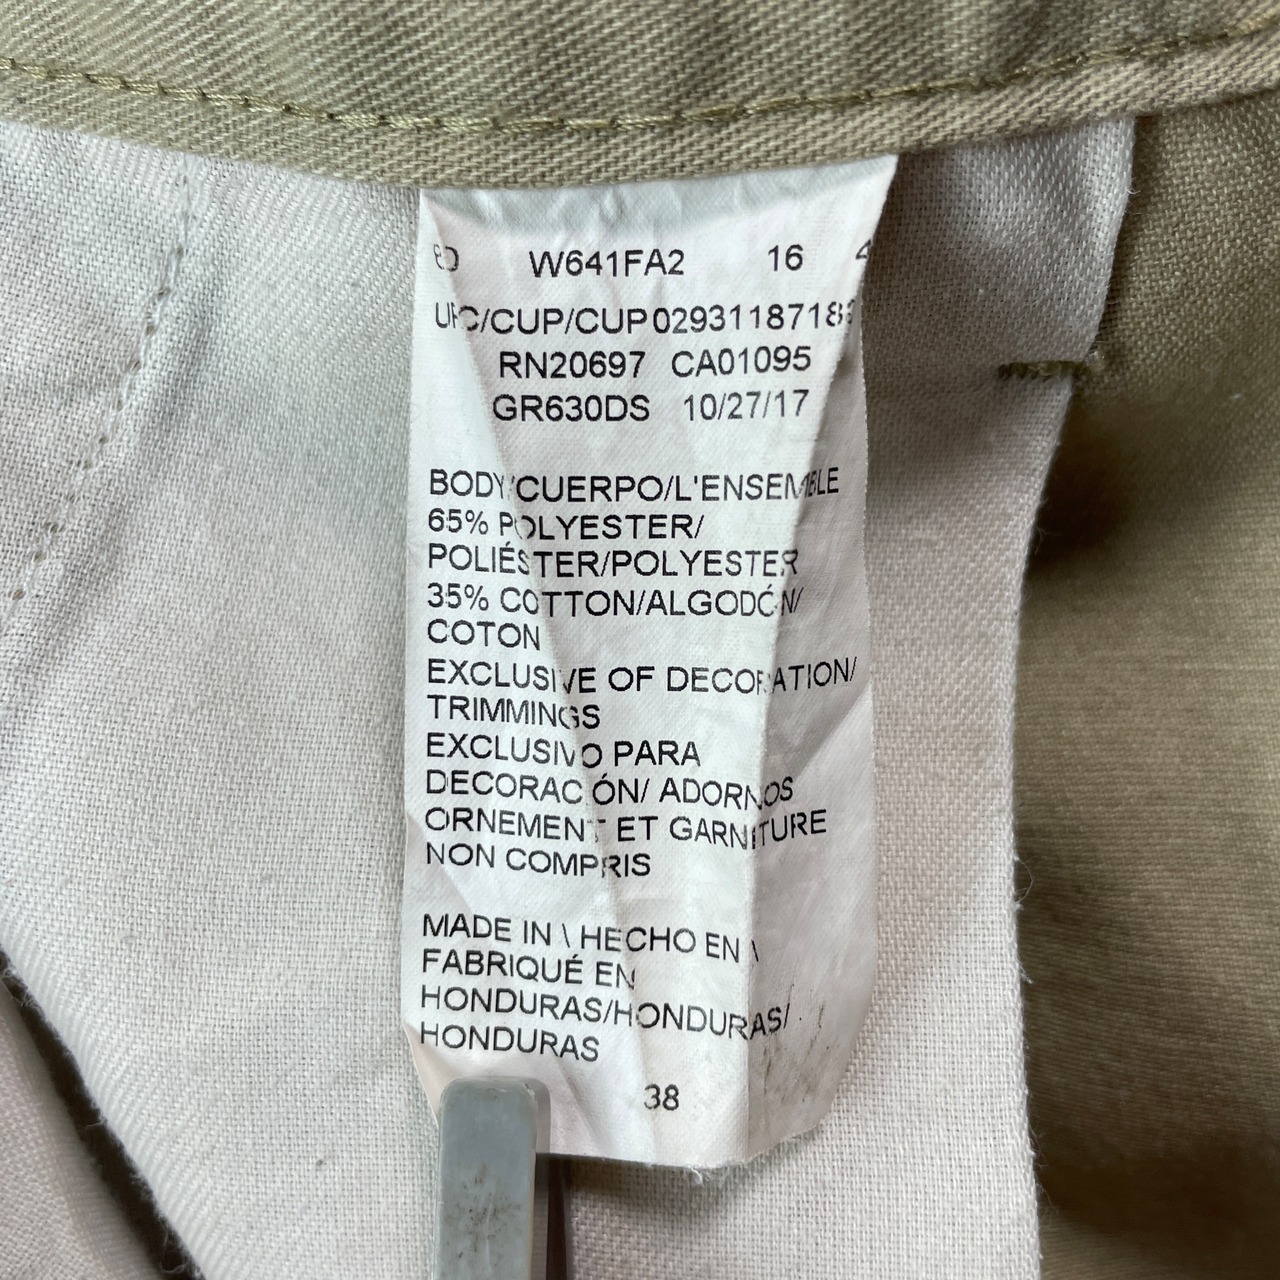 W641FA2 16 4
UPC/CUP/CUP
RN20697 CA01095
GR630DS 10/27/17
BODY/CUERPO/L'ENSEMBLE
65% POLYESTER/
POLIÉSTER/POLYESTER
35% COTTON/ALGODÓN/
COTON
EXCLUSIVE OF DECORATION/
TRIMMINGS
EXCLUSIVO PARA
DECORACIÓN/ ADORNOS
ORNEMENT ET GARNITURE
NON COMPRIS
MADE IN \ HECHO EN \
FABRIQUÉ EN
HONDURAS/HONDURAS/
HONDURAS
38